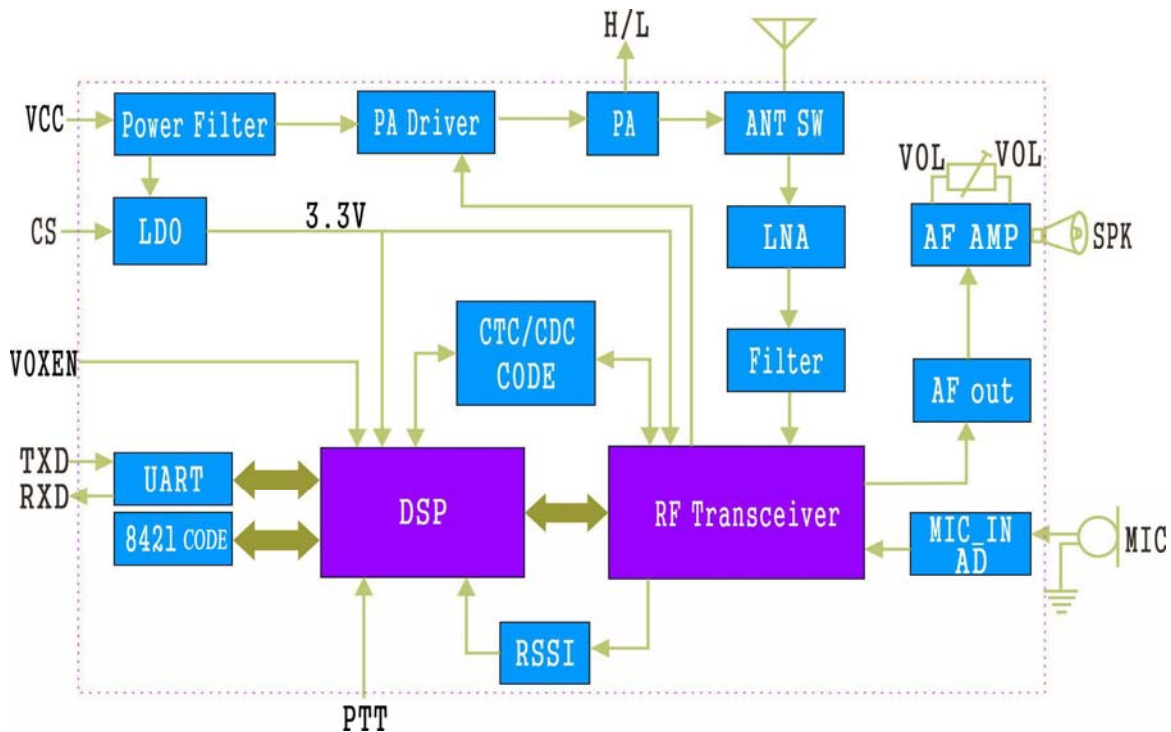 H/L
VCC
Power Filter
PA Driver
PA
ANT SW
VOL
VOL
CS
LDO
3.3V
LNA
AF AMP
SPK
CTC/CDC
CODE
VOXEN
Filter
AF out
TXD
RXD
UART
DSP
RF Transceiver
8421 CODE
MIC_IN
AD
MIC
RSSI
PTT